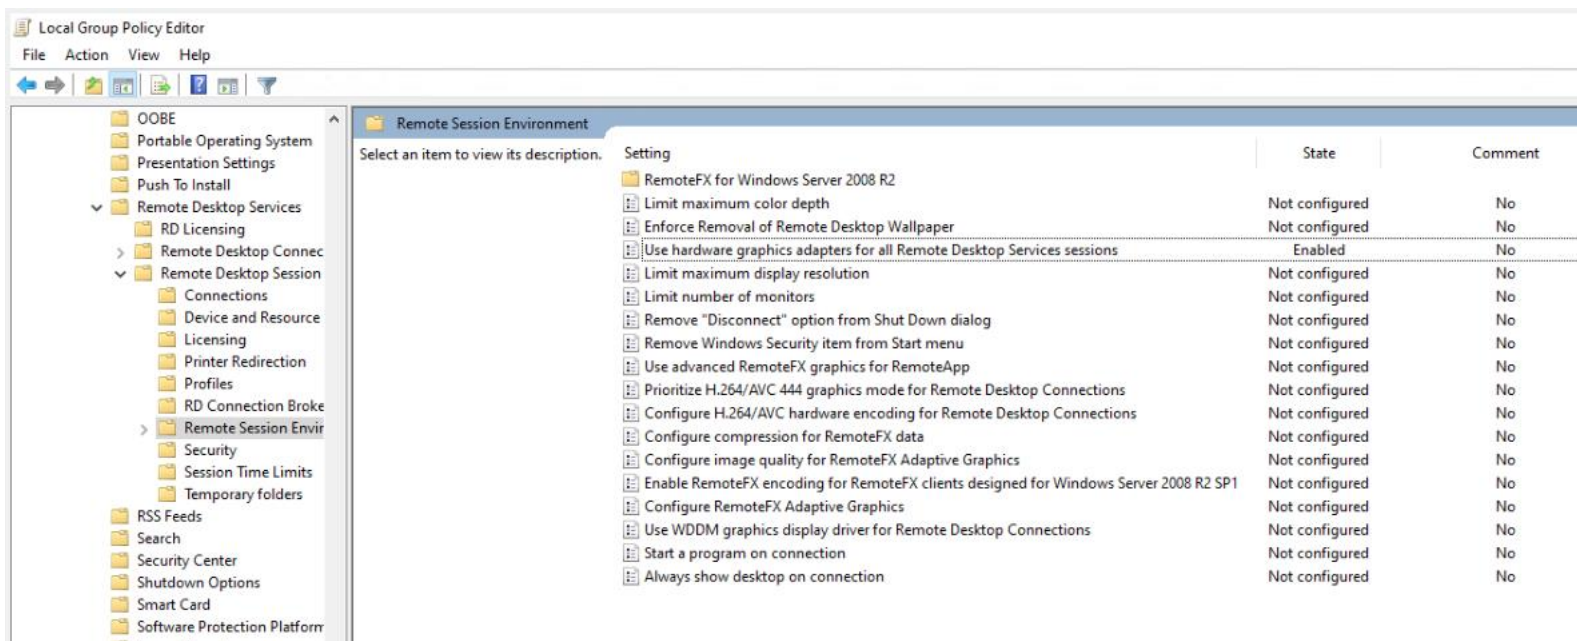 Local Group Policy Editor
File Action View Help
OOBE
Portable Operating System
Presentation Settings
Push To Install
Remote Desktop Services
RD Licensing
Remote Desktop Connec
Remote Desktop Session
Connections
Device and Resource
Licensing
Printer Redirection
Profiles
RD Connection Broke
Remote Session Envir
Security
Session Time Limits
Temporary folders
RSS Feeds
Search
Security Center
Shutdown Options
Smart Card
Software Protection Platform
Remote Session Environment
Select an item to view its description.
Setting State Comment
RemoteFX for Windows Server 2008 R2
Limit maximum color depth Not configured No
Enforce Removal of Remote Desktop Wallpaper Not configured No
Use hardware graphics adapters for all Remote Desktop Services sessions Enabled No
Limit maximum display resolution Not configured No
Limit number of monitors Not configured No
Remove "Disconnect" option from Shut Down dialog Not configured No
Remove Windows Security item from Start menu Not configured No
Use advanced RemoteFX graphics for RemoteApp Not configured No
Prioritize H.264/AVC 444 graphics mode for Remote Desktop Connections Not configured No
Configure H.264/AVC hardware encoding for Remote Desktop Connections Not configured No
Configure compression for RemoteFX data Not configured No
Configure image quality for RemoteFX Adaptive Graphics Not configured No
Enable RemoteFX encoding for RemoteFX clients designed for Windows Server 2008 R2 SP1 Not configured No
Configure RemoteFX Adaptive Graphics Not configured No
Use WDDM graphics display driver for Remote Desktop Connections Not configured No
Start a program on connection Not configured No
Always show desktop on connection Not configured No